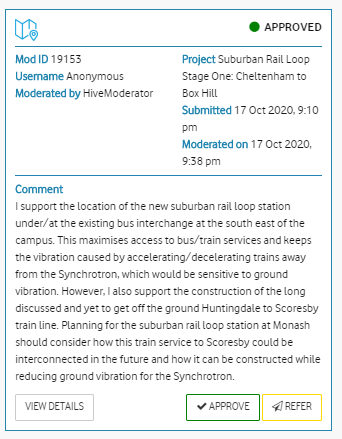 APPROVED
Mod ID 19153
Username Anonymous
Moderated by HiveModerator
Project Suburban Rail Loop
Stage One: Cheltenham to
Box Hill
Submitted 17 Oct 2020, 9:10
pm
Moderated on 17 Oct 2020,
9:38 pm
Comment
I support the location of the new suburban rail loop station
under/at the existing bus interchange at the south east of the
campus. This maximises access to bus/train services and keeps
the vibration caused by accelerating/decelerating trains away
from the Synchrotron, which would be sensitive to ground
vibration. However, I also support the construction of the long
discussed and yet to get off the ground Huntingdale to Scoresby
train line. Planning for the suburban rail loop station at Monash
should consider how this train service to Scoresby could be
interconnected in the future and how it can be constructed while
reducing ground vibration for the Synchrotron.
VIEW DETAILS
APPROVE
REFER